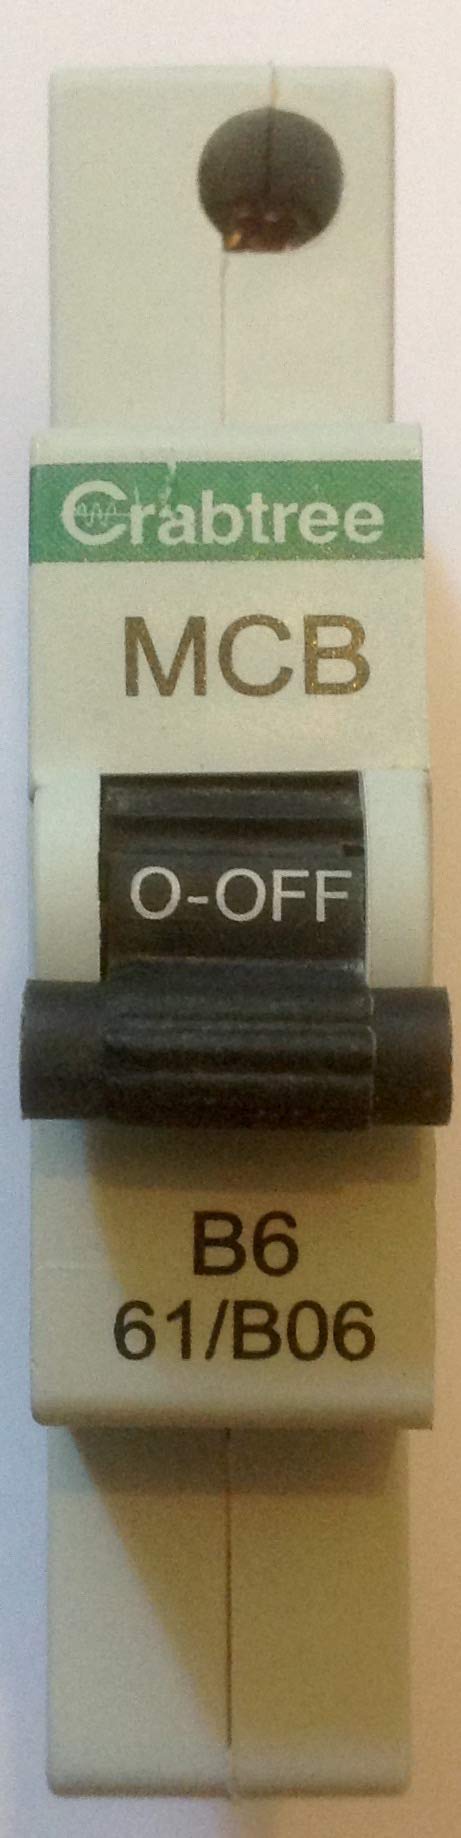 Crabtree
MCB
O-OFF
B6
61/B06